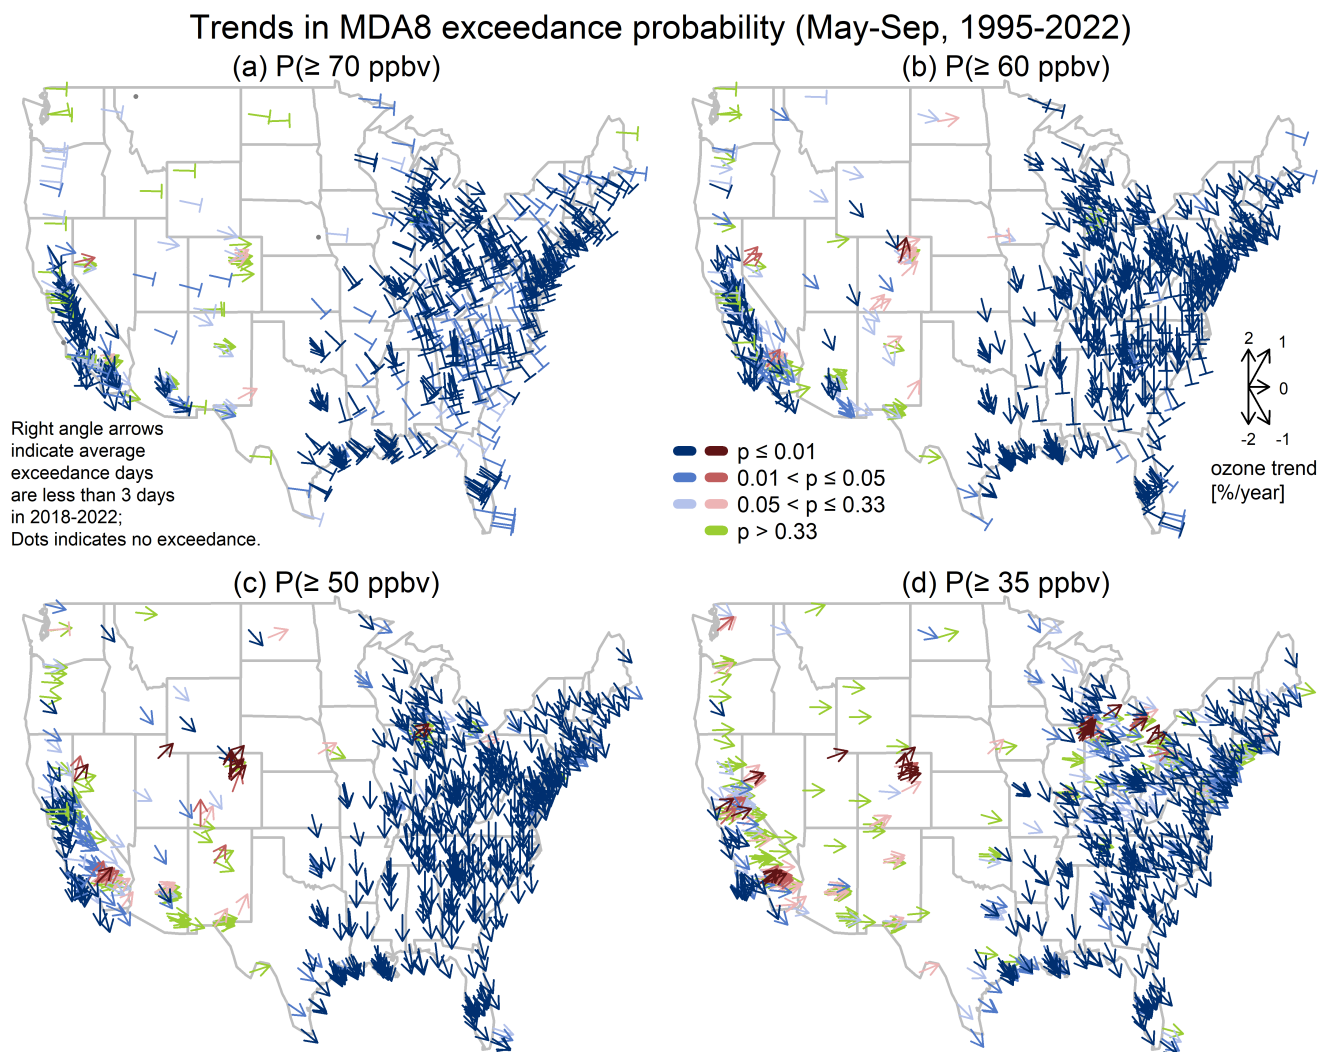 Trends in MDA8 exceedance probability (May-Sep, 1995-2022)
(a) P(≥ 70 ppbv)
(b) P(≥ 60 ppbv)
Right angle arrows
indicate average
exceedance days
are less than 3 days
in 2018-2022;
Dots indicates no exceedance.
p ≤ 0.01
0.01 < p ≤ 0.05
0.05 < p ≤ 0.33
p > 0.33
2
1
0
-2
-1
ozone trend
[%/year]
(c) P(≥ 50 ppbv)
(d) P(≥ 35 ppbv)